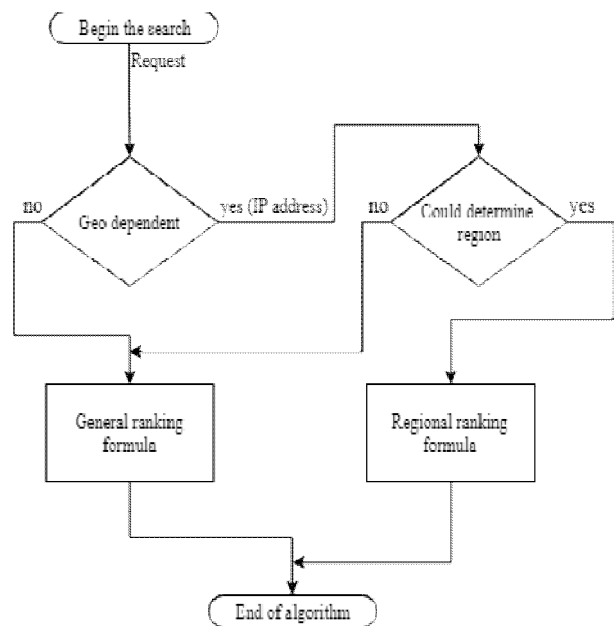 Begin the search
Request
no
Geo dependent
yes (IP address)
no
Could determine
region
yes
General ranking
formula
Regional ranking
formula
End of algorithm